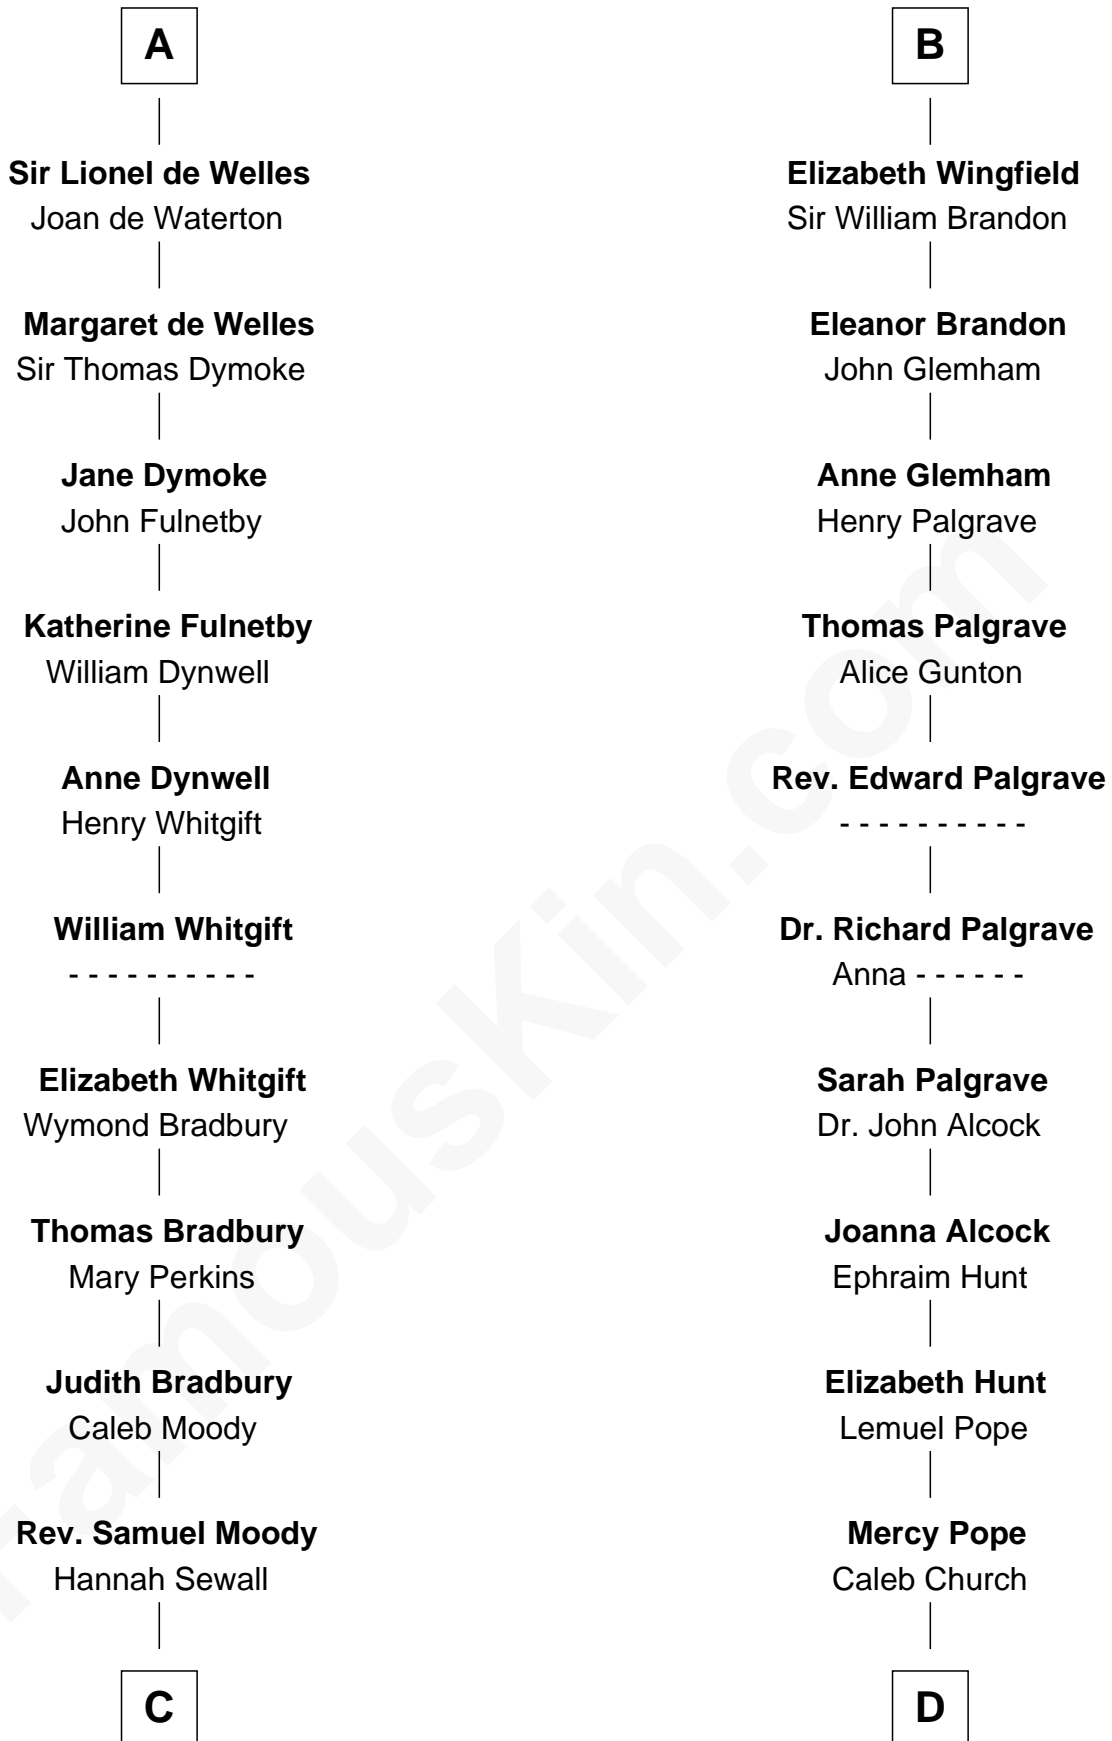 A
Sir Lionel de Welles
Joan de Waterton
Margaret de Welles
Sir Thomas Dymoke
Jane Dymoke
John Fulnetby
Katherine Fulnetby
William Dynwell
Anne Dynwell
Henry Whitgift
William Whitgift
- - - - - - - - - -
Elizabeth Whitgift
Wymond Bradbury
Thomas Bradbury
Mary Perkins
Judith Bradbury
Caleb Moody
Rev. Samuel Moody
Hannah Sewall
C
B
Elizabeth Wingfield
Sir William Brandon
Eleanor Brandon
John Glemham
Anne Glemham
Henry Palgrave
Thomas Palgrave
Alice Gunton
Rev. Edward Palgrave
- - - - - - - - - -
Dr. Richard Palgrave
Anna - - - - - -
Sarah Palgrave
Dr. John Alcock
Joanna Alcock
Ephraim Hunt
Elizabeth Hunt
Lemuel Pope
Mercy Pope
Caleb Church
D
FamousKin.com